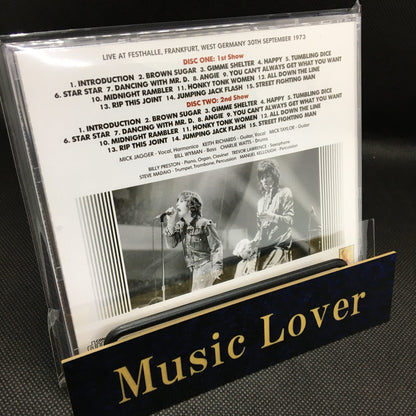 LIVE AT FESTHALLE, FRANKFURT, WEST GERMANY 30TH SEPTEMBER 1973
DISC ONE: 1st Show
1. INTRODUCTION 2. BROWN SUGAR 3. GIMME SHELTER 4. HAPPY 5. TUMBLING DICE
6. STAR STAR 7. DANCING WITH MR. D. 8. ANGIE 9. YOU CAN'T ALWAYS GET WHAT YOU WANT
10. MIDNIGHT RAMBLER 11. HONKY TONK WOMEN 12. ALL DOWN THE LINE
13. RIP THIS JOINT 14. JUMPING JACK FLASH 15. STREET FIGHTING MAN
DISC TWO: 2nd Show
1. INTRODUCTION 2. BROWN SUGAR 3. GIMME SHELTER 4. HAPPY 5. TUMBLING DICE
6. STAR STAR 7. DANCING WITH MR. D. 8. ANGIE 9. YOU CAN'T ALWAYS GET WHAT YOU WANT
10. MIDNIGHT RAMBLER 11. HONKY TONK WOMEN 12. ALL DOWN THE LINE
13. RIP THIS JOINT 14. JUMPING JACK FLASH 15. STREET FIGHTING MAN
MICK JAGGER - Vocal, Harmonica KEITH RICHARDS - Guitar, Vocal MICK TAYLOR - Guitar
BILL WYMAN - Bass CHARLIE WATTS - Drums
BILLY PRESTON - Piano, Organ, Clavinet TREVOR LAWRENCE - Saxophone
STEVE MADAIO - Trumpet, Trombone, Percussion MANUEL KELLOUGH - Percussion
Music Lover